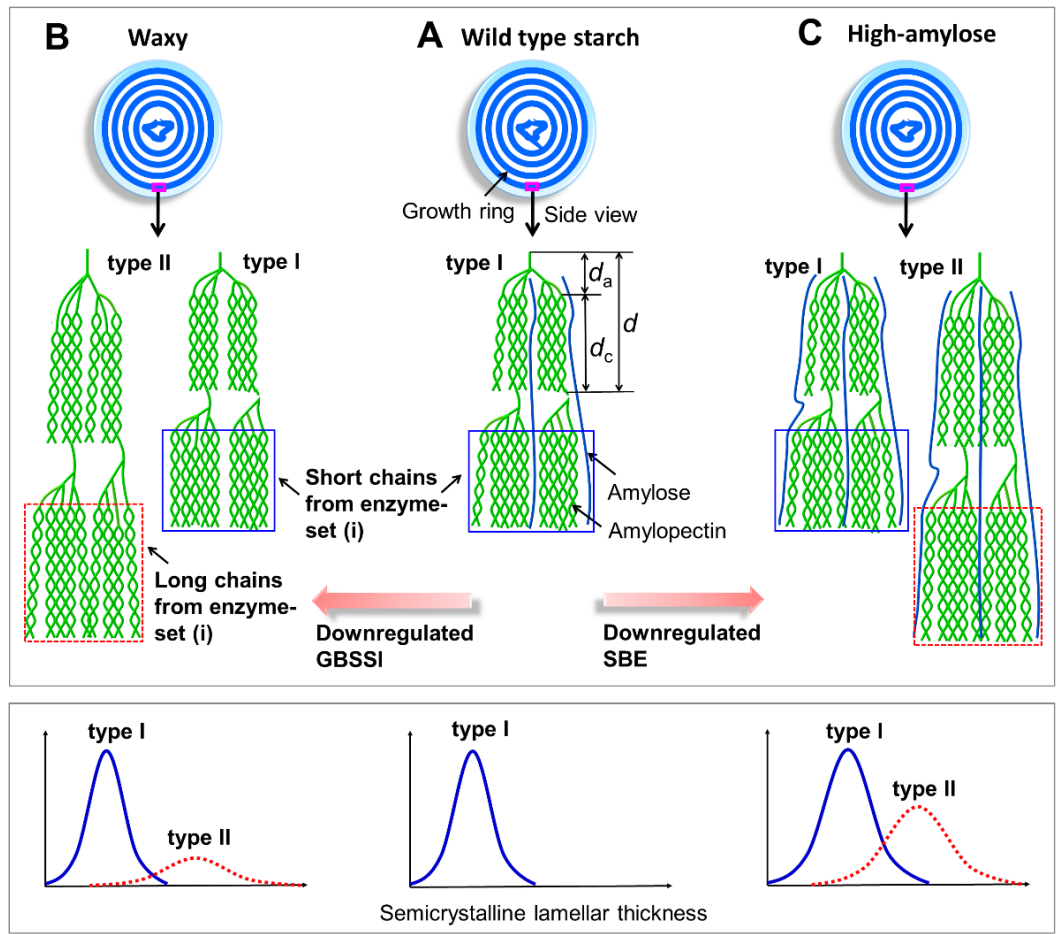 B
Waxy
A
Wild type starch
C
High-amylose
Growth ring
Side view
type II
type I
type I
dₐ
d
d꜀
type I
type II
Short chains
from enzyme-
set (i)
Amylose
Amylopectin
Long chains
from enzyme-
set (i)
Downregulated
GBSSI
Downregulated
SBE
type I
type II
type I
type I
type II
Semicrystalline lamellar thickness